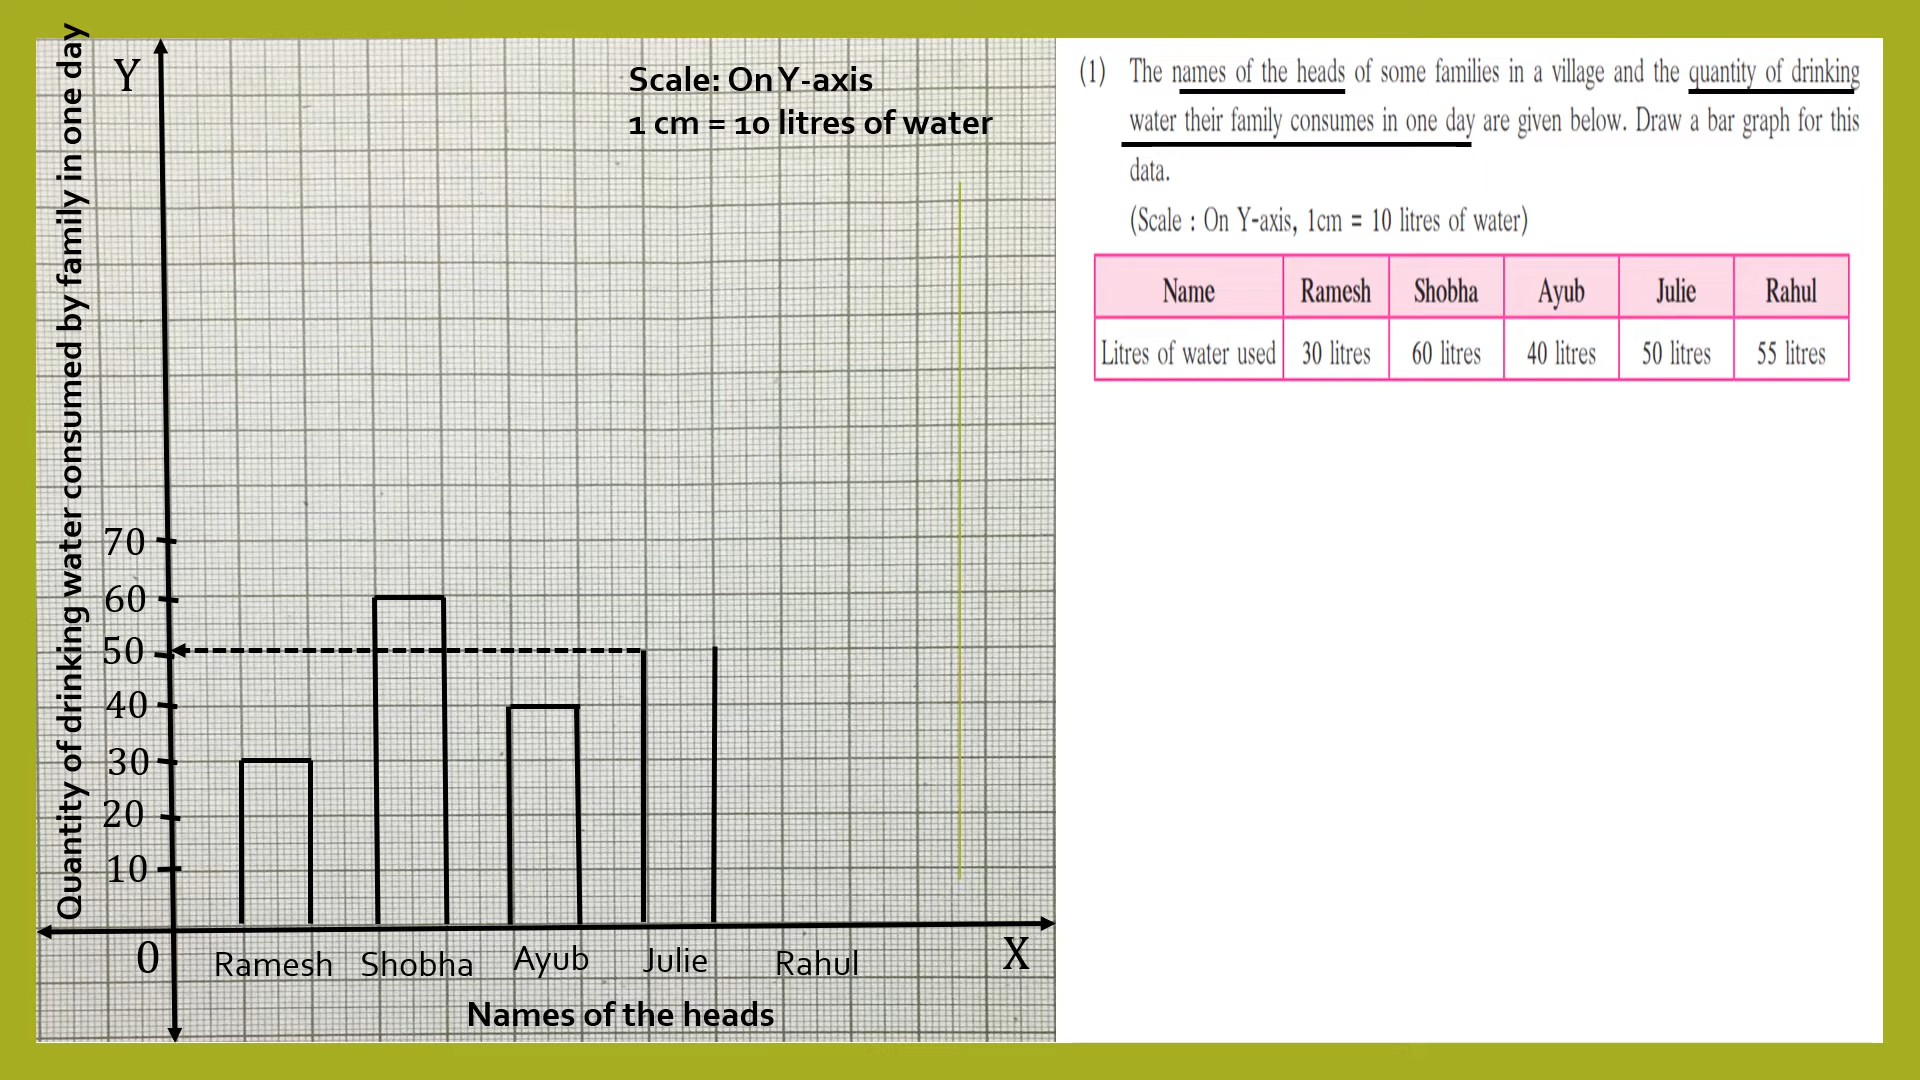 Y
Scale: On Y-axis
1 cm = 10 litres of water
Quantity of drinking water consumed by family in one day
70
60
50
40
30
20
10
0
Ramesh Shobha Ayub Julie Rahul X
Names of the heads
(1) The names of the heads of some families in a village and the quantity of drinking
water their family consumes in one day are given below. Draw a bar graph for this
data.
(Scale : On Y-axis, 1cm = 10 litres of water)
Name Ramesh Shobha Ayub Julie Rahul
Litres of water used 30 litres 60 litres 40 litres 50 litres 55 litres